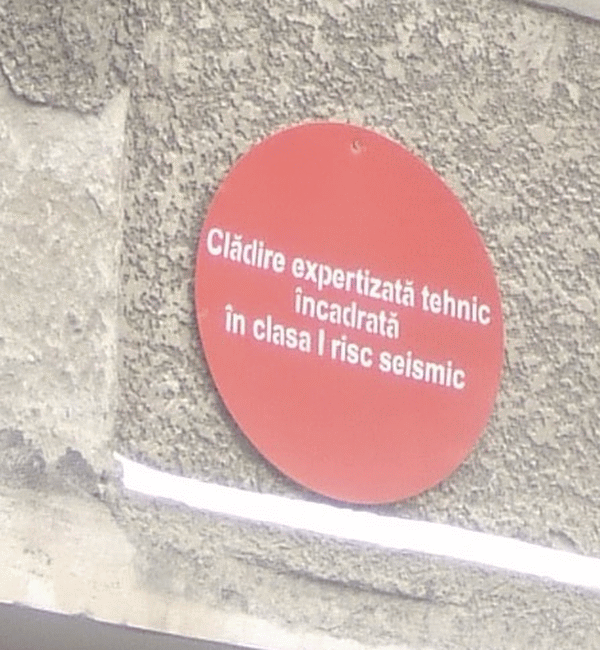 Clădire expertizată tehnic
încadrată
în clasa I risc seismic